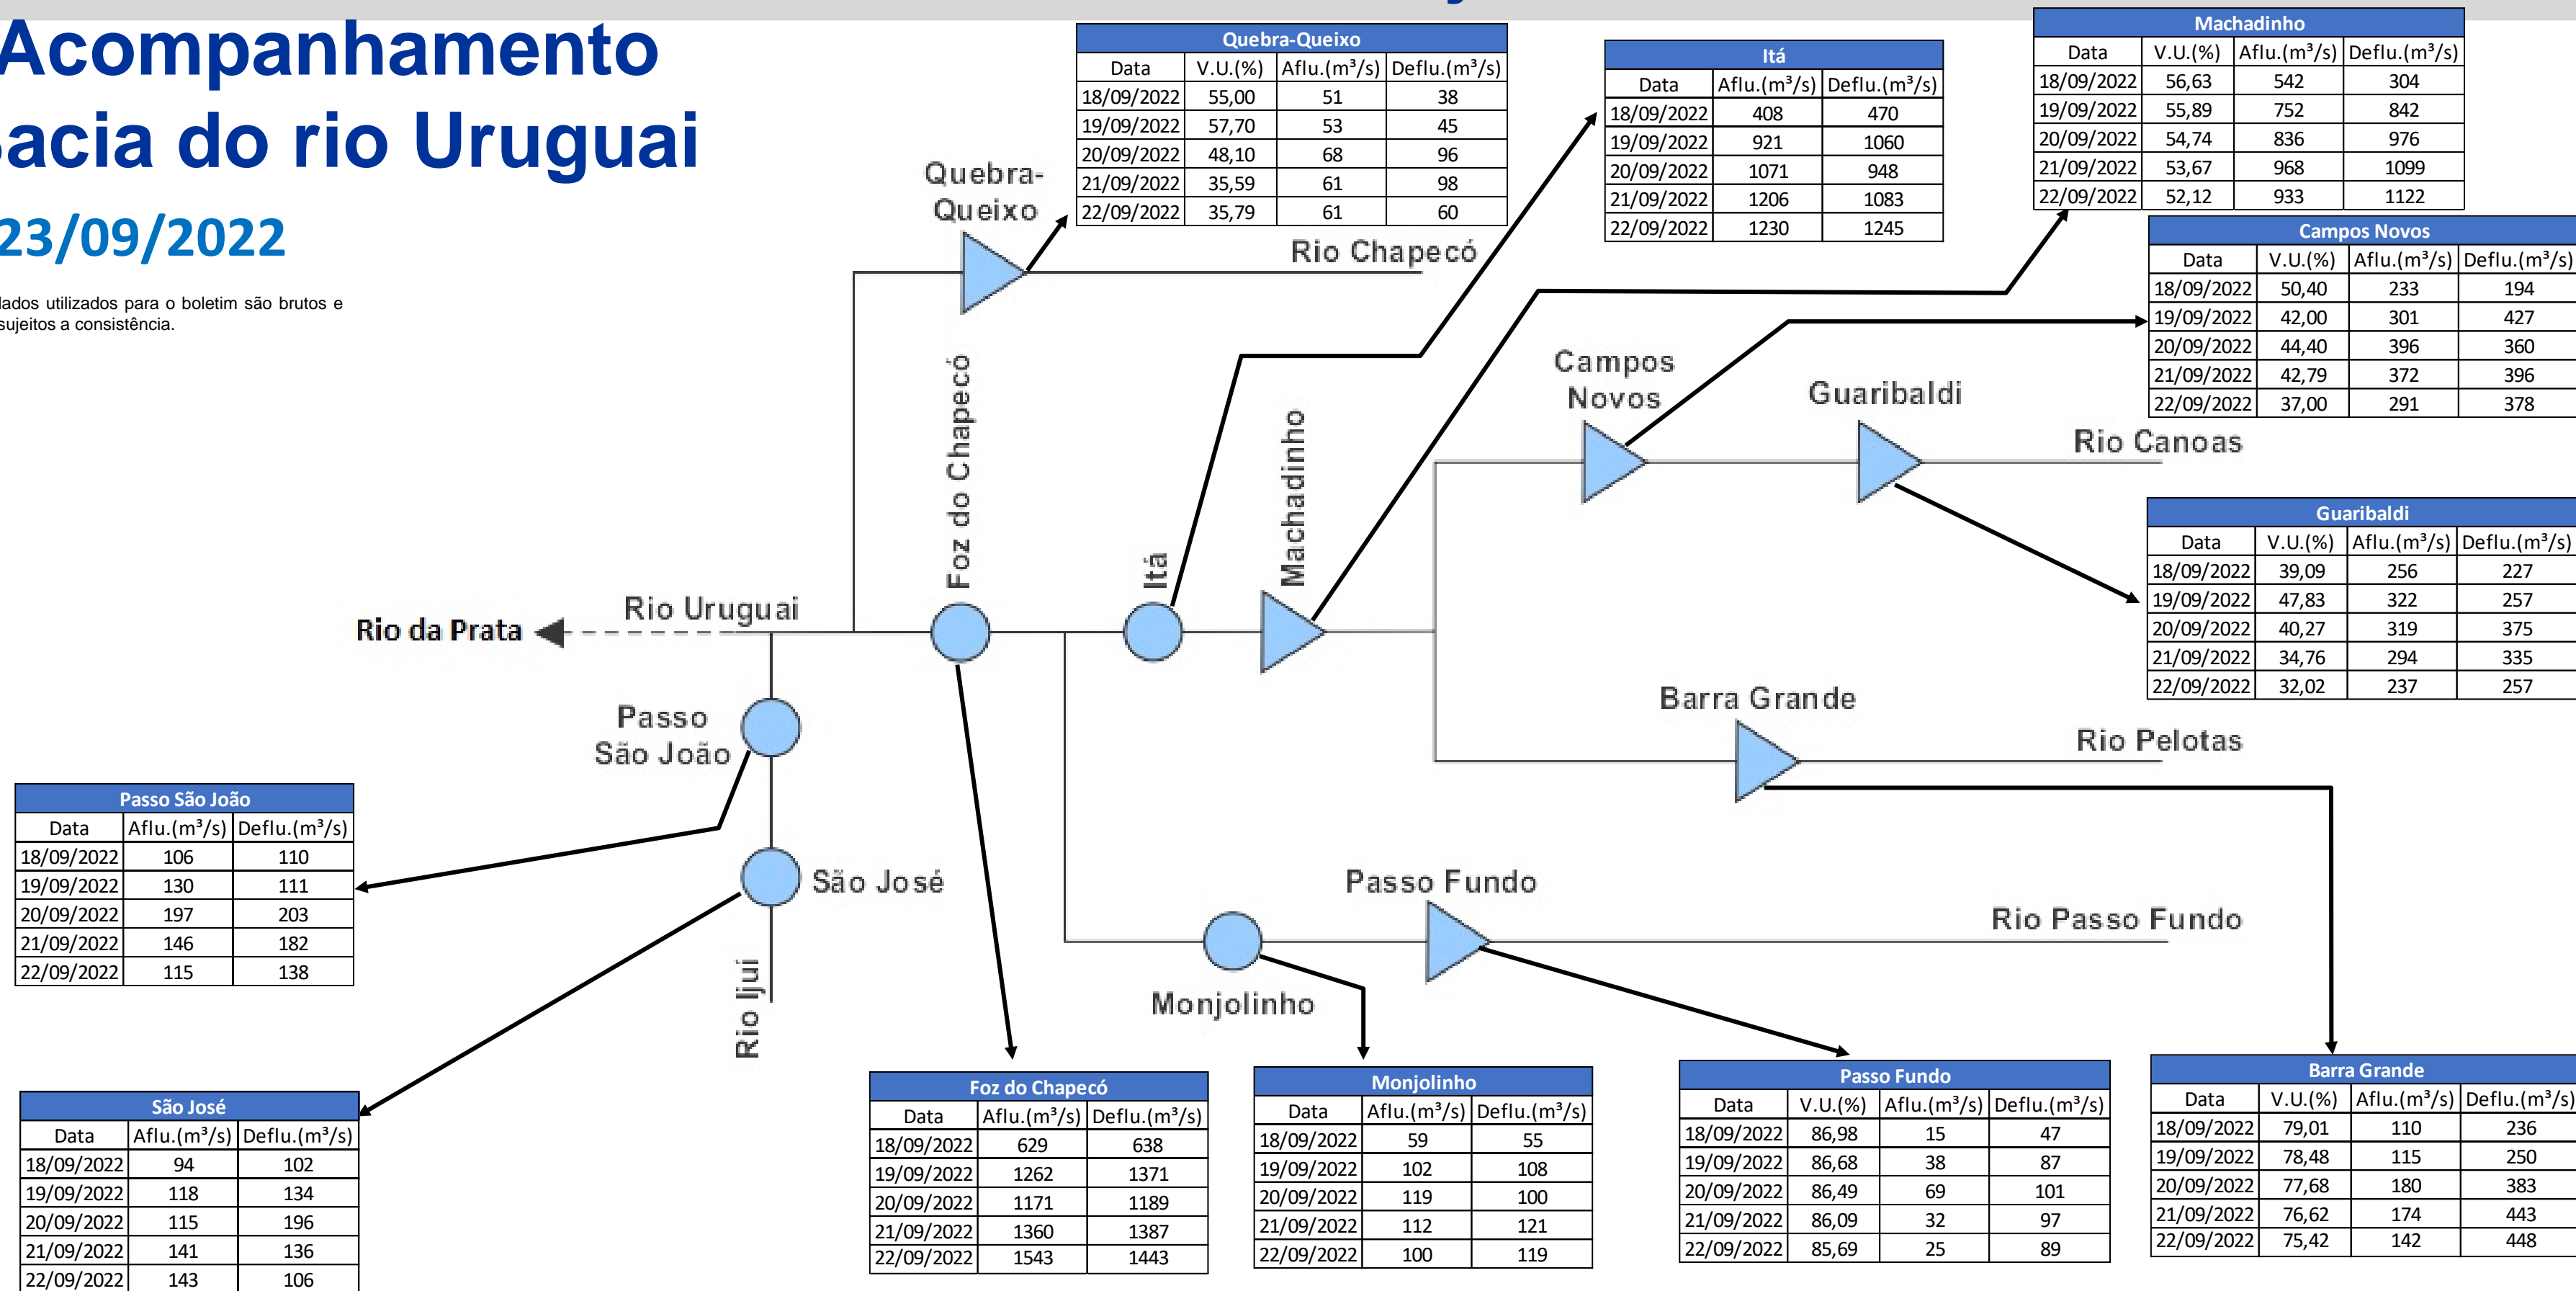 Acompanhamento
Bacia do rio Uruguai
23/09/2022
dados utilizados para o boletim são brutos e
sujeitos a consistência.
Quebra-Queixo
Data V.U.(%) Aflu.(m³/s) Deflu.(m³/s)
18/09/2022 55,00 51 38
19/09/2022 57,70 53 45
20/09/2022 48,10 68 96
21/09/2022 35,59 61 98
22/09/2022 35,79 61 60
Itá
Data Aflu.(m³/s) Deflu.(m³/s)
18/09/2022 408 470
19/09/2022 921 1060
20/09/2022 1071 948
21/09/2022 1206 1083
22/09/2022 1230 1245
Machadinho
Data V.U.(%) Aflu.(m³/s) Deflu.(m³/s)
18/09/2022 56,63 542 304
19/09/2022 55,89 752 842
20/09/2022 54,74 836 976
21/09/2022 53,67 968 1099
22/09/2022 52,12 933 1122
Campos Novos
Data V.U.(%) Aflu.(m³/s) Deflu.(m³/s)
18/09/2022 50,40 233 194
19/09/2022 42,00 301 427
20/09/2022 44,40 396 360
21/09/2022 42,79 372 396
22/09/2022 37,00 291 378
Guaribaldi
Data V.U.(%) Aflu.(m³/s) Deflu.(m³/s)
18/09/2022 39,09 256 227
19/09/2022 47,83 322 257
20/09/2022 40,27 319 375
21/09/2022 34,76 294 335
22/09/2022 32,02 237 257
Quebra-
Queixo
Rio Chapecó
Foz do Chapecó
Itá
Machadinho
Campos
Novos
Guaribaldi
Rio Canoas
Rio da Prata
Rio Uruguai
Barra Grande
Rio Pelotas
Passo
São João
São José
Rio Ijuí
Passo Fundo
Rio Passo Fundo
Monjolinho
Passo São João
Data Aflu.(m³/s) Deflu.(m³/s)
18/09/2022 106 110
19/09/2022 130 111
20/09/2022 197 203
21/09/2022 146 182
22/09/2022 115 138
São José
Data Aflu.(m³/s) Deflu.(m³/s)
18/09/2022 94 102
19/09/2022 118 134
20/09/2022 115 196
21/09/2022 141 136
22/09/2022 143 106
Foz do Chapecó
Data Aflu.(m³/s) Deflu.(m³/s)
18/09/2022 629 638
19/09/2022 1262 1371
20/09/2022 1171 1189
21/09/2022 1360 1387
22/09/2022 1543 1443
Monjolinho
Data Aflu.(m³/s) Deflu.(m³/s)
18/09/2022 59 55
19/09/2022 102 108
20/09/2022 119 100
21/09/2022 112 121
22/09/2022 100 119
Passo Fundo
Data V.U.(%) Aflu.(m³/s) Deflu.(m³/s)
18/09/2022 86,98 15 47
19/09/2022 86,68 38 87
20/09/2022 86,49 69 101
21/09/2022 86,09 32 97
22/09/2022 85,69 25 89
Barra Grande
Data V.U.(%) Aflu.(m³/s) Deflu.(m³/s)
18/09/2022 79,01 110 236
19/09/2022 78,48 115 250
20/09/2022 77,68 180 383
21/09/2022 76,62 174 443
22/09/2022 75,42 142 448